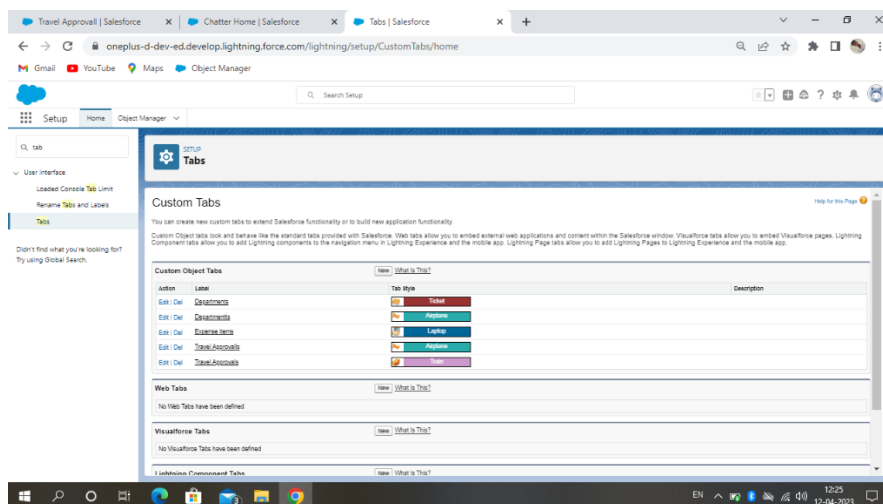 Travel Approvall | Salesforce
Chatter Home | Salesforce
Tabs | Salesforce
oneplus-d-dev-ed.develop.lightning.force.com/lightning/setup/CustomTabs/home
Gmail YouTube Maps Object Manager
Search Setup
Setup Home Object Manager
tab
User Interface
Loaded Console Tab Limit
Rename Tabs and Labels
Tabs
Didn't find what you're looking for?
Try using Global Search.
SETUP
Tabs
Custom Tabs
Help for this Page
You can create new custom tabs to extend Salesforce functionality or to build new application functionality.
Custom Object tabs look and behave like the standard tabs provided with Salesforce. Web tabs allow you to embed external web applications and content within the Salesforce window. Visualforce tabs allow you to embed Visualforce pages. Lightning
Component tabs allow you to add Lightning components to the navigation menu in Lightning Experience and the mobile app. Lightning Page tabs allow you to add Lightning Pages to Lightning Experience and the mobile app.
Custom Object Tabs New What Is This?
Action Label Tab Style Description
Edit | Del Departments Ticket
Edit | Del Airplane
Edit | Del Expense Items Laptop
Edit | Del Travel Approvalls Airplane
Edit | Del Travel Approvals Train
Web Tabs New What Is This?
No Web Tabs have been defined
Visualforce Tabs New What Is This?
No Visualforce Tabs have been defined
Lightning Component Tabs New What Is This?
EN 12:25
12-04-2023